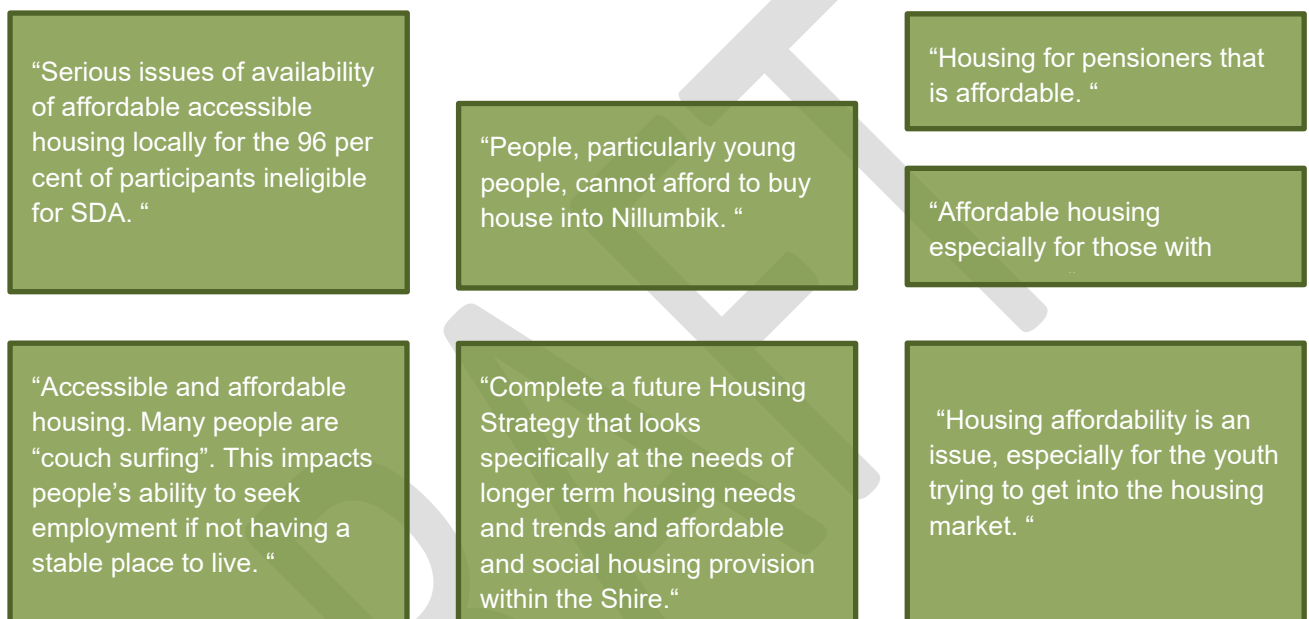 “Serious issues of availability
of affordable accessible
housing locally for the 96 per
cent of participants ineligible
for SDA. “
“People, particularly young
people, cannot afford to buy
house into Nillumbik. “
“Housing for pensioners that
is affordable. “
“Affordable housing
especially for those with
“Accessible and affordable
housing. Many people are
“couch surfing”. This impacts
people’s ability to seek
employment if not having a
stable place to live. “
“Complete a future Housing
Strategy that looks
specifically at the needs of
longer term housing needs
and trends and affordable
and social housing provision
within the Shire.“
“Housing affordability is an
issue, especially for the youth
trying to get into the housing
market. “
DRAFT